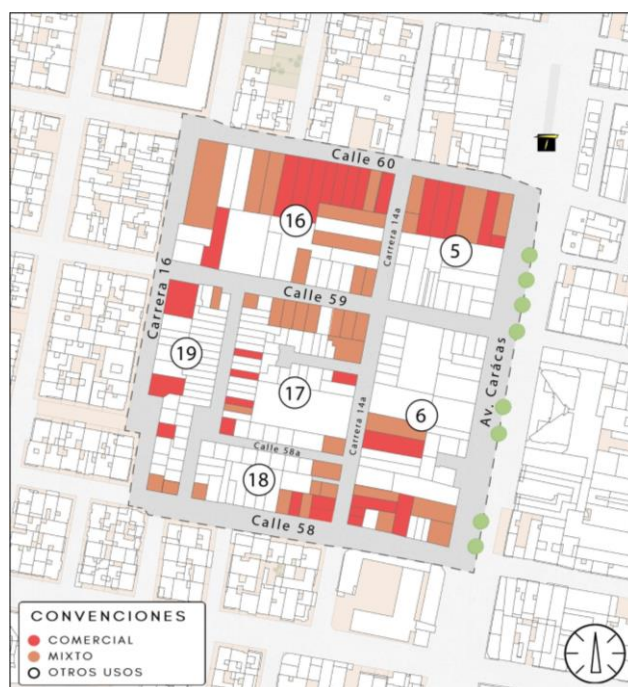 Calle 60
16
Carrera 14a
5
Carrera 16
Calle 59
19
17
Carrera 14a
6
Av. Carácas
Calle 58a
18
Calle 58
CONVENCIONES
COMERCIAL
MIXTO
OTROS USOS